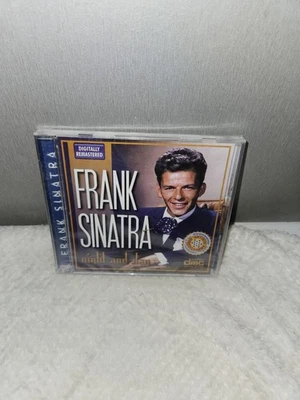 DIGITALLY
REMASTERED
FRANK
SINATRA
night and day
FRANK SINATRA